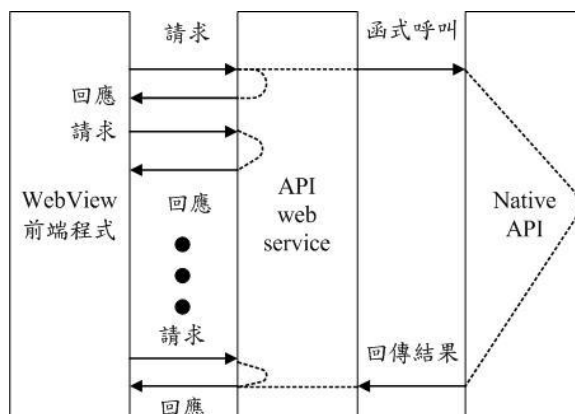 請求
函式呼叫
回應
請求
WebView
前端程式
回應
API
web
service
Native
API
請求
回傳結果
回應